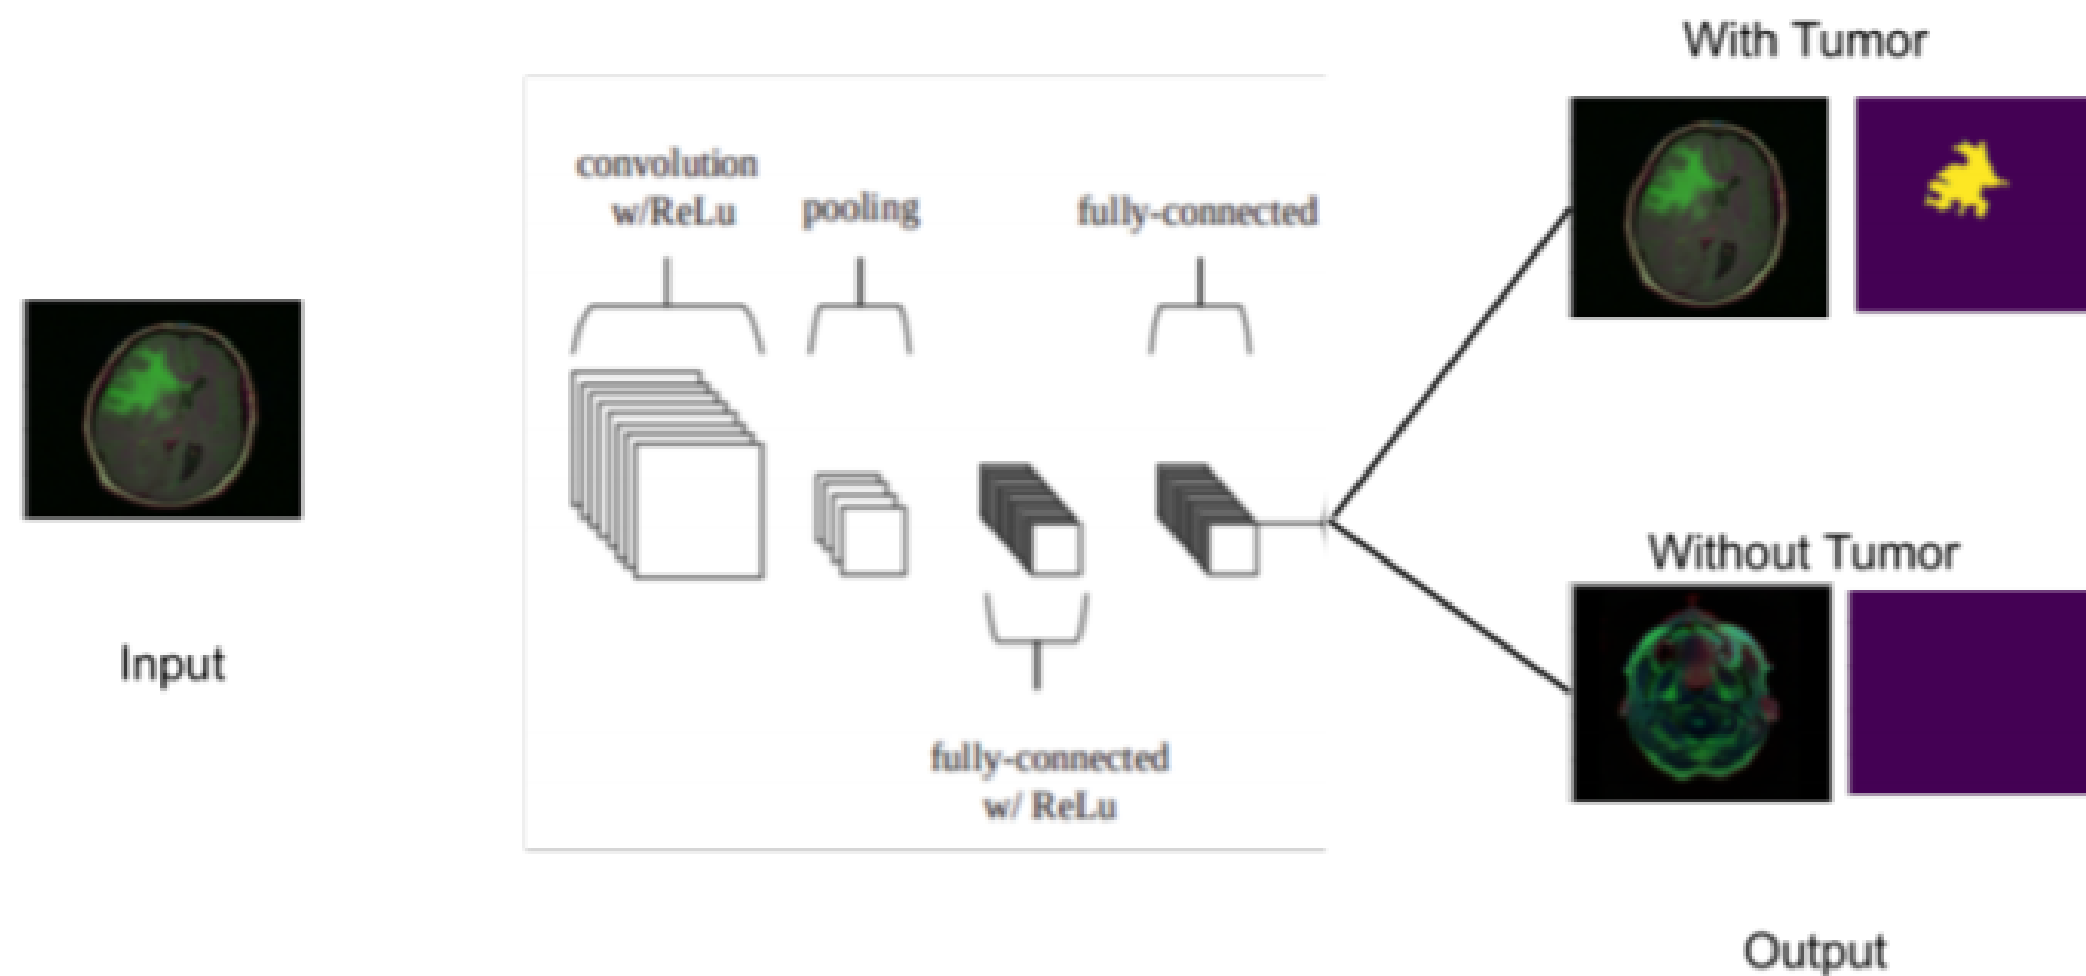 With Tumor
convolution
w/ReLu
pooling
fully-connected
Without Tumor
Input
fully-connected
w/ ReLu
Output